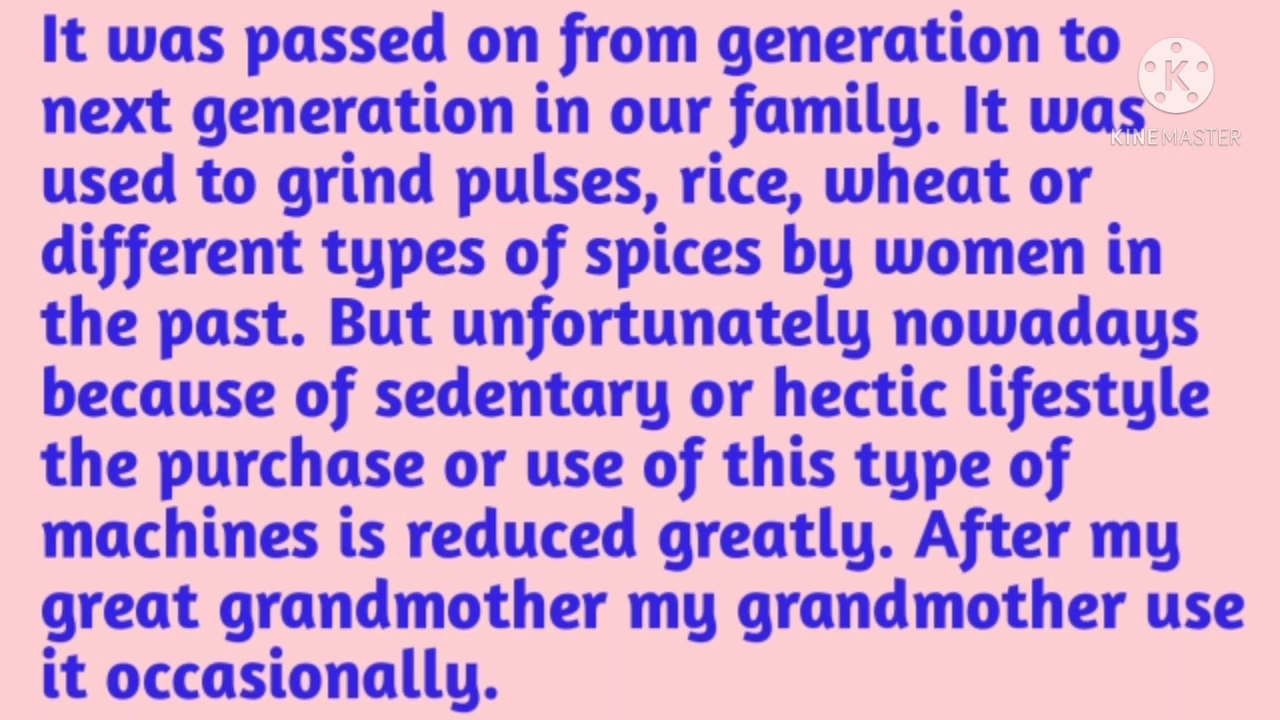 It was passed on from generation to
next generation in our family. It was
used to grind pulses, rice, wheat or
different types of spices by women in
the past. But unfortunately nowadays
because of sedentary or hectic lifestyle
the purchase or use of this type of
machines is reduced greatly. After my
great grandmother my grandmother use
it occasionally.
K
KINEMASTER